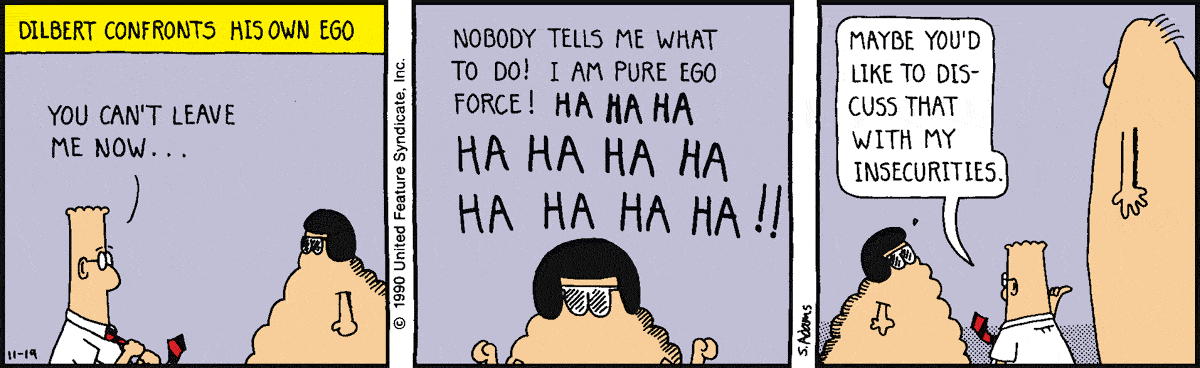 DILBERT CONFRONTS HIS OWN EGO
YOU CAN'T LEAVE
ME NOW...
11-19
© 1990 United Feature Syndicate, Inc.
NOBODY TELLS ME WHAT
TO DO! I AM PURE EGO
FORCE! HA HA HA
HA HA HA HA
HA HA HA HA!!
S.Adams
MAYBE YOU'D
LIKE TO DIS-
CUSS THAT
WITH MY
INSECURITIES.